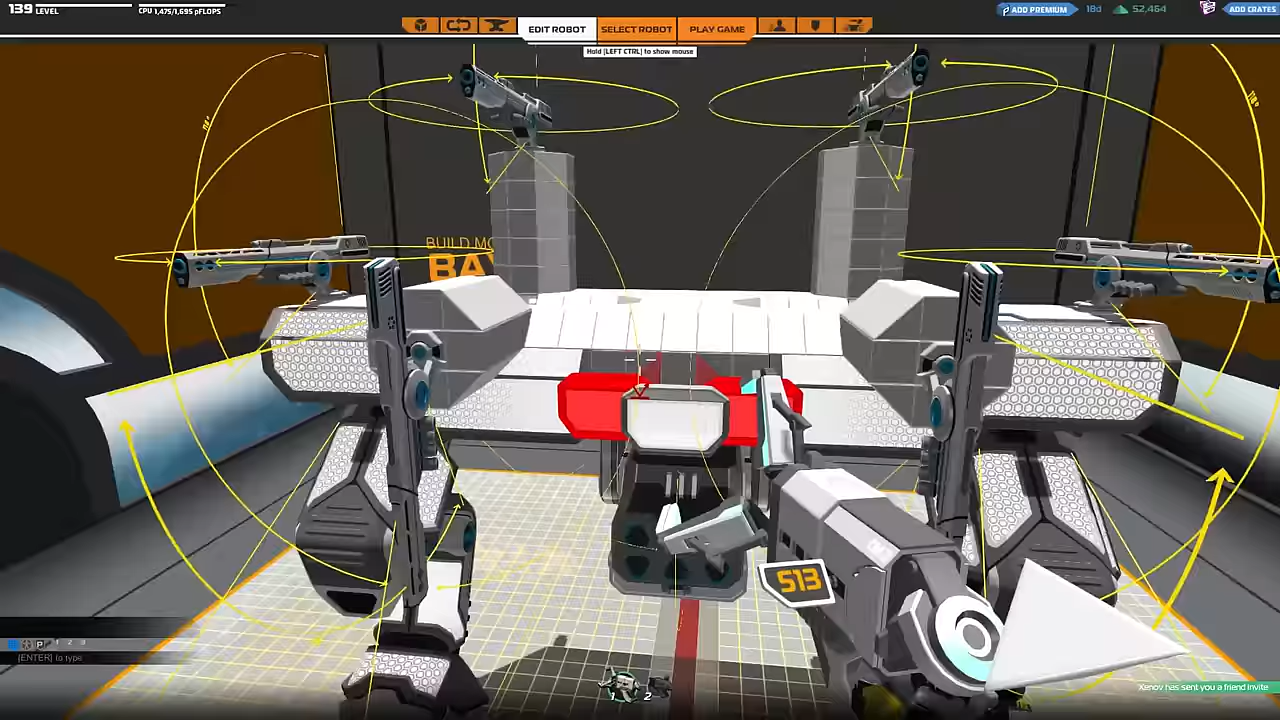 139 LEVEL
CPU 1,475/1,695 pFLOPS
ADD PREMIUM
18d
52,464
ADD CRATES
EDIT ROBOT
SELECT ROBOT
PLAY GAME
Hold [LEFT CTRL] to show mouse
BUILD MO
BAY
513
1 2
[ENTER] to type
Xenov has sent you a friend invite